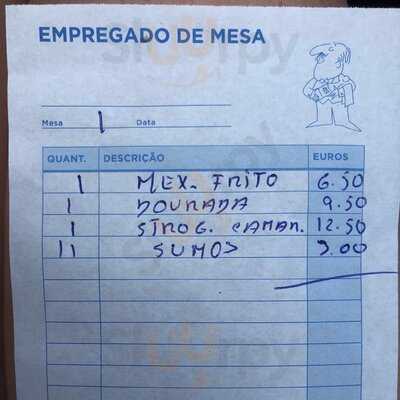 EMPREGADO DE MESA
Mesa 1 Data
QUANT. DESCRIÇÃO EUROS
1 MEX. FRITO 6.50
1 DOURADA 9.50
1 STROG. CAMAR. 12.50
11 SUMOS 3.00